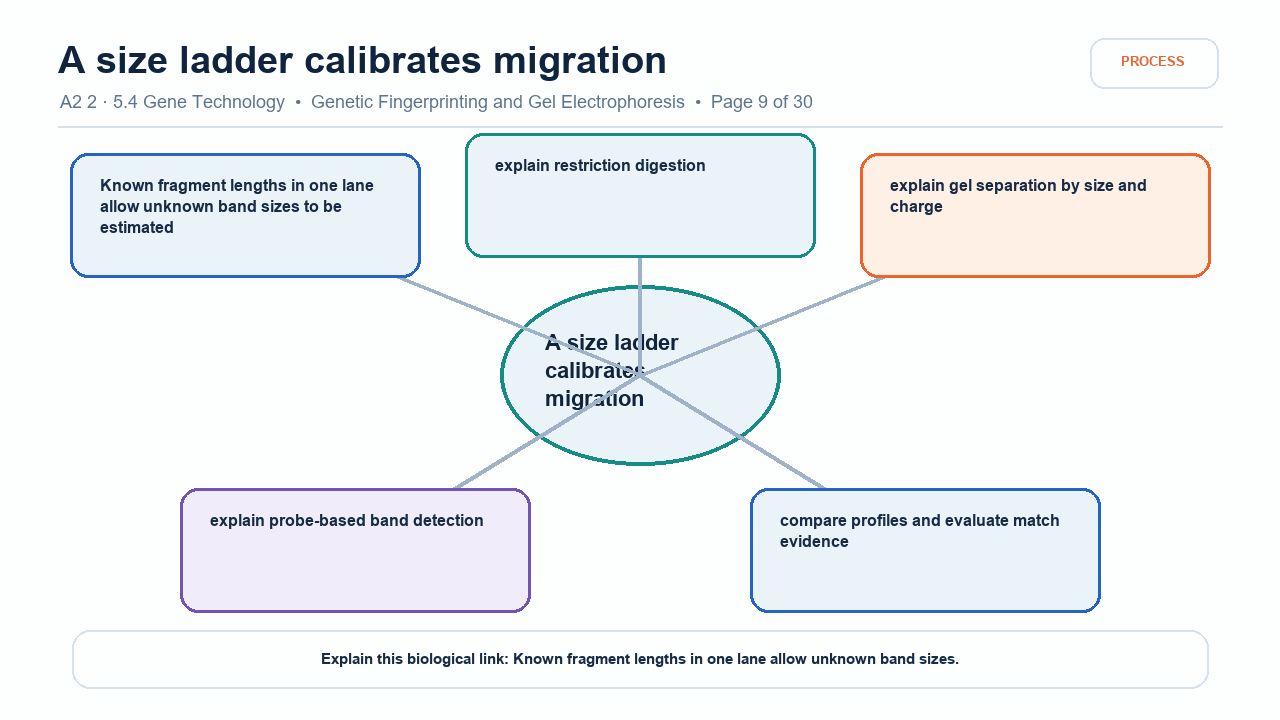 A size ladder calibrates migration
PROCESS
A2 2 · 5.4 Gene Technology • Genetic Fingerprinting and Gel Electrophoresis • Page 9 of 30
Known fragment lengths in one lane
allow unknown band sizes to be
estimated
explain restriction digestion
explain gel separation by size and
charge
A size ladder
calibrates
migration
explain probe-based band detection
compare profiles and evaluate match
evidence
Explain this biological link: Known fragment lengths in one lane allow unknown band sizes.